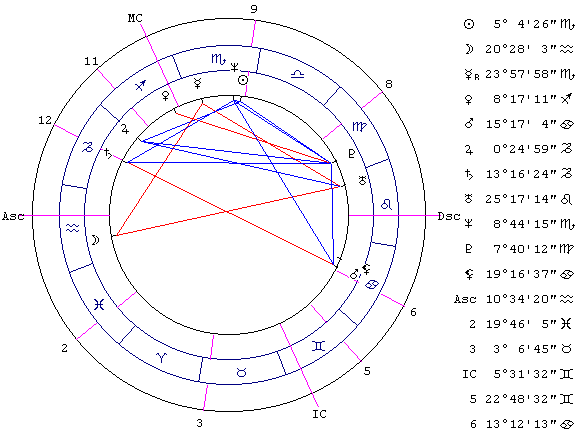 MC
9
11
8
12
Asc
Dsc
6
2
5
3
IC
☉ 5° 4'26" ♏
☽ 20°28' 3" ♒
☿R 23°57'58" ♏
♀ 8°17'11" ♐
♂ 15°17' 4" ♋
♃ 0°24'59" ♑
♄ 13°16'24" ♑
♅ 25°17'14" ♌
♆ 8°44'15" ♏
♇ 7°40'12" ♍
⚸ 19°16'37" ♋
Asc 10°34'20" ♒
2 19°46' 5" ♓
3 3° 6'45" ♉
IC 5°31'32" ♊
5 22°48'32" ♊
6 13°12'13" ♋